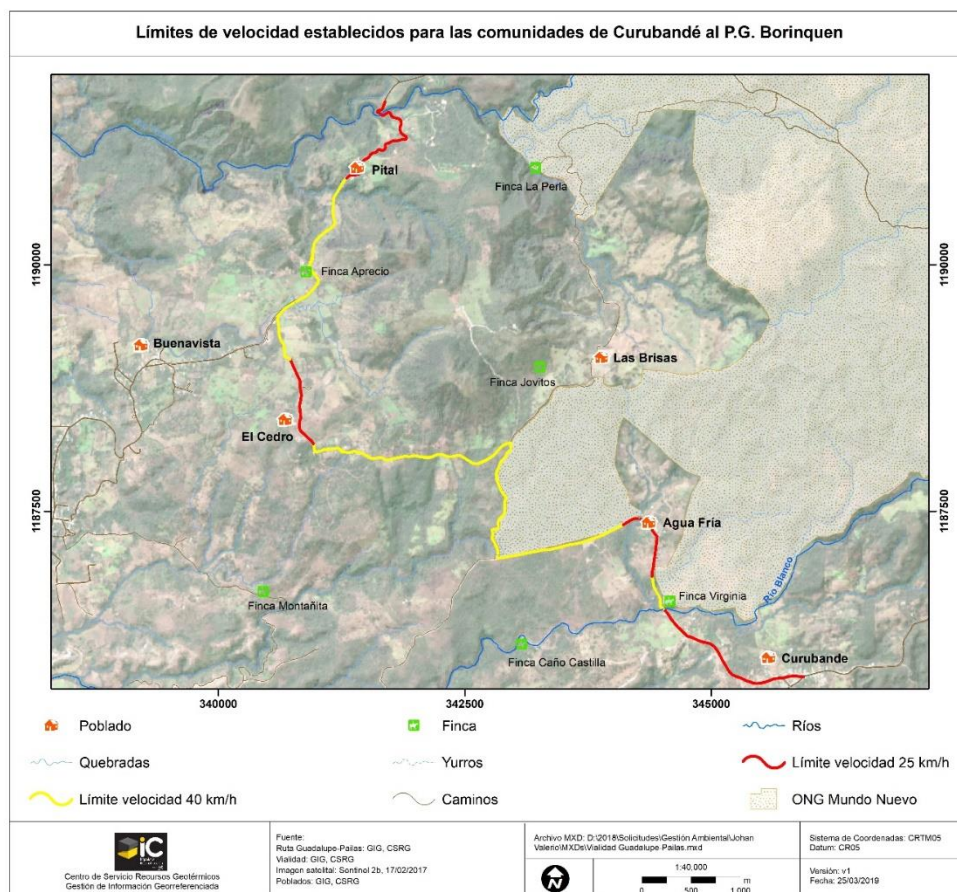 Límites de velocidad establecidos para las comunidades de Curubandé al P.G. Borinquen
Pital
Finca La Perla
1190000
1190000
Finca Aprecio
Buenavista
Las Brisas
Finca Jovitos
El Cedro
1187500
1187500
Agua Fría
Río Blanco
Finca Virginia
Finca Montañita
Finca Caño Castilla
Curubande
340000
342500
345000
Poblado
Finca
Ríos
Quebradas
Yurros
Límite velocidad 25 km/h
Límite velocidad 40 km/h
Caminos
ONG Mundo Nuevo
iC
Centro de Servicio Recursos Geotérmicos
Gestión de Información Georreferenciada
Fuente:
Ruta Guadalupe-Pailas: GIG, CSRG
Vialidad: GIG, CSRG
Imagen satelital: Sentinel 2b, 17/02/2017
Poblados: GIG, CSRG
Archivo MXD: D:\2018\Solicitudes\Gestión Ambiental\Johan
Valerio\MXDs\Vialidad Guadalupe-Pailas.mxd
1:40,000
m
0 500 1,000
Sistema de Coordenadas: CRTM05
Datum: CR05
Versión: v1
Fecha: 25/03/2019